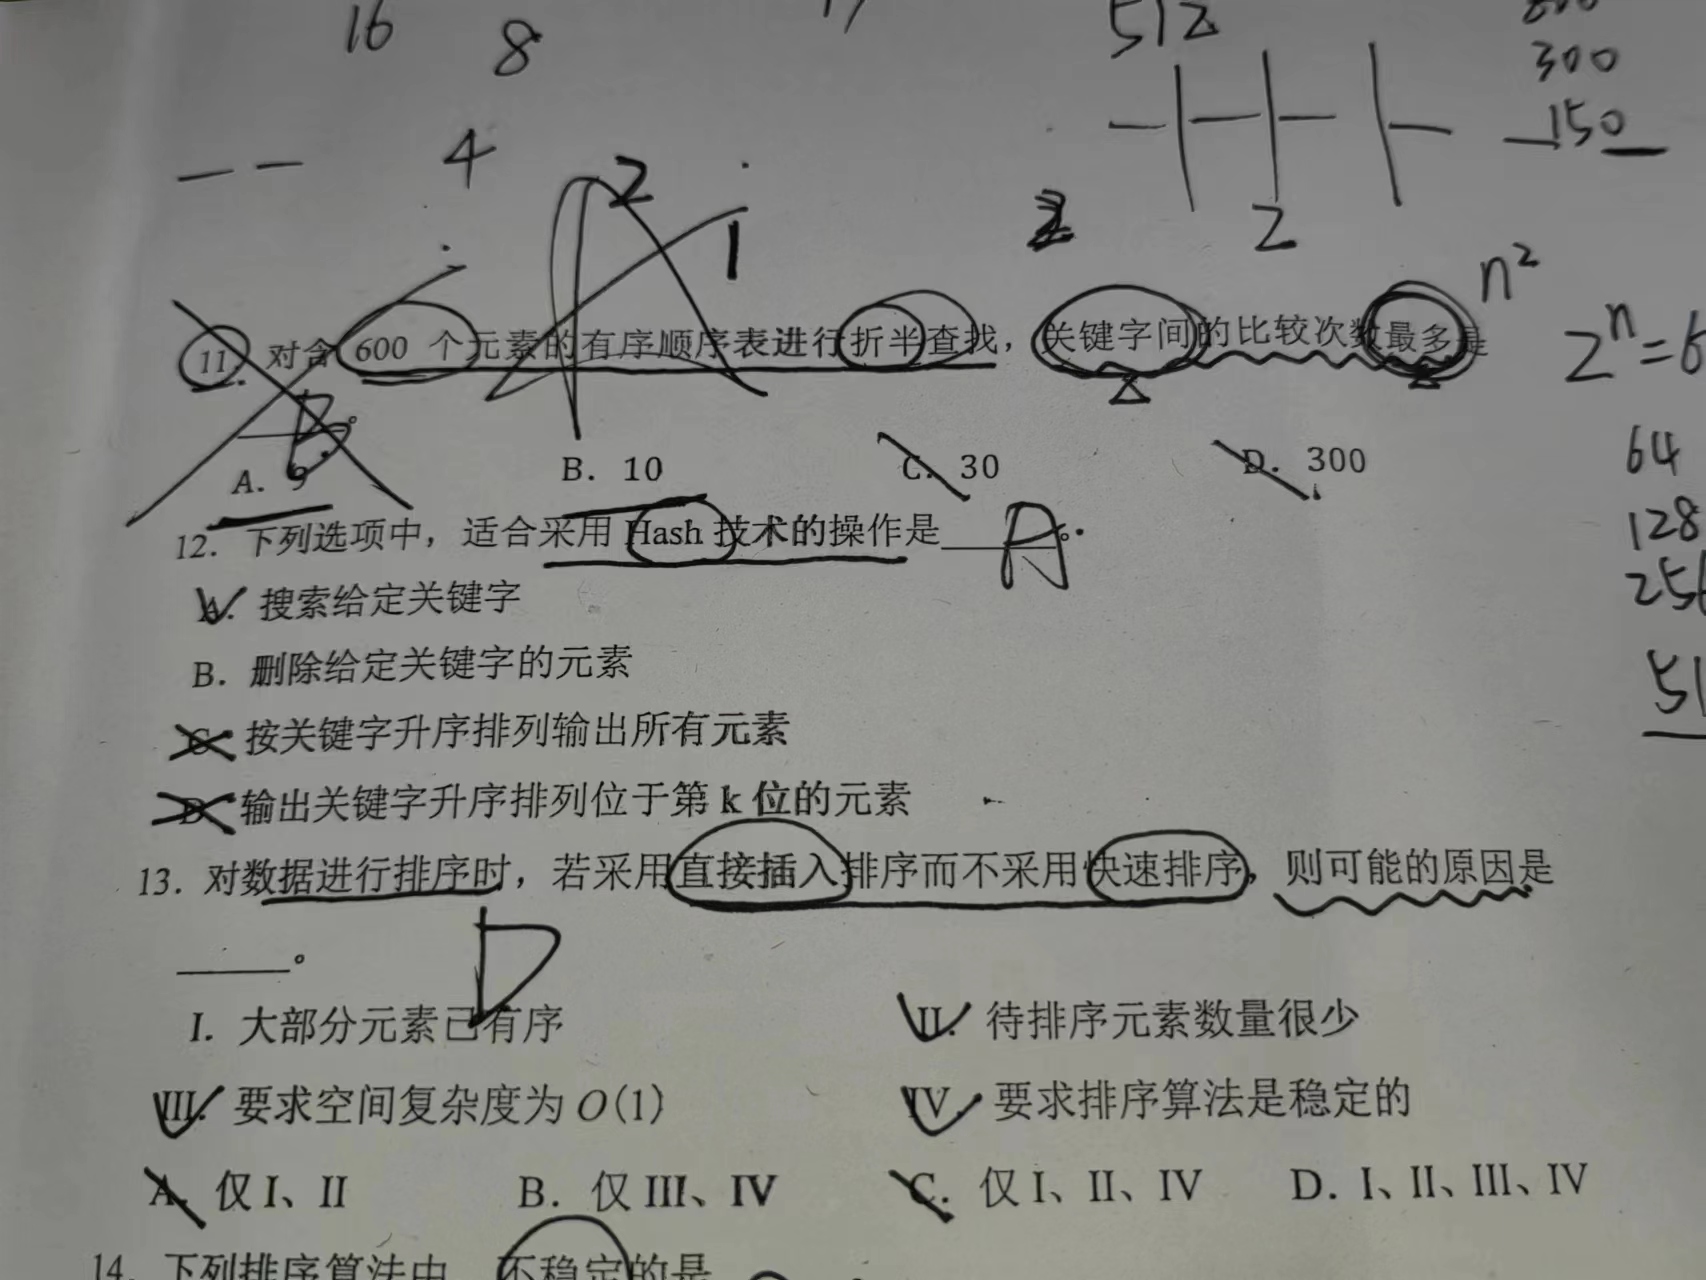 16 8 512
300
150
4 2
1 2 2
n²
11. 对含 600 个元素的有序顺序表进行折半查找，关键字间的比较次数最多是
2ⁿ=6
B。
A. 9 B. 10 C. 30 D. 300
64
12. 下列选项中，适合采用 Hash 技术的操作是 A。
128
A. 搜索给定关键字
256
B. 删除给定关键字的元素
51
C. 按关键字升序排列输出所有元素
D. 输出关键字升序排列位于第 k 位的元素
13. 对数据进行排序时，若采用直接插入排序而不采用快速排序，则可能的原因是
______。 D
I. 大部分元素已有序 II. 待排序元素数量很少
III. 要求空间复杂度为 O(1) IV. 要求排序算法是稳定的
A. 仅 I、II B. 仅 III、IV C. 仅 I、II、IV D. I、II、III、IV
14. 下列排序算法中，不稳定的是